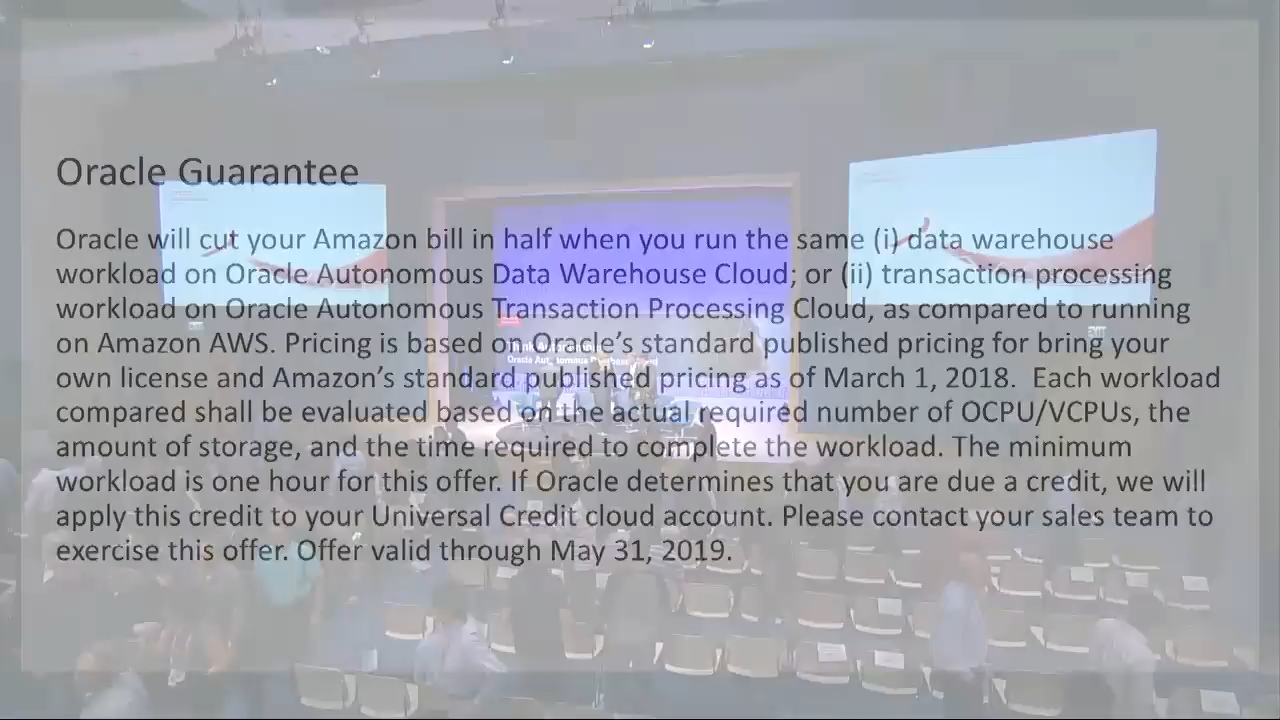 Oracle Guarantee
Oracle will cut your Amazon bill in half when you run the same (i) data warehouse
workload on Oracle Autonomous Data Warehouse Cloud; or (ii) transaction processing
workload on Oracle Autonomous Transaction Processing Cloud, as compared to running
on Amazon AWS. Pricing is based on Oracle’s standard published pricing for bring your
own license and Amazon’s standard published pricing as of March 1, 2018.  Each workload
compared shall be evaluated based on the actual required number of OCPU/VCPUs, the
amount of storage, and the time required to complete the workload. The minimum
workload is one hour for this offer. If Oracle determines that you are due a credit, we will
apply this credit to your Universal Credit cloud account. Please contact your sales team to
exercise this offer. Offer valid through May 31, 2019.
EXIT